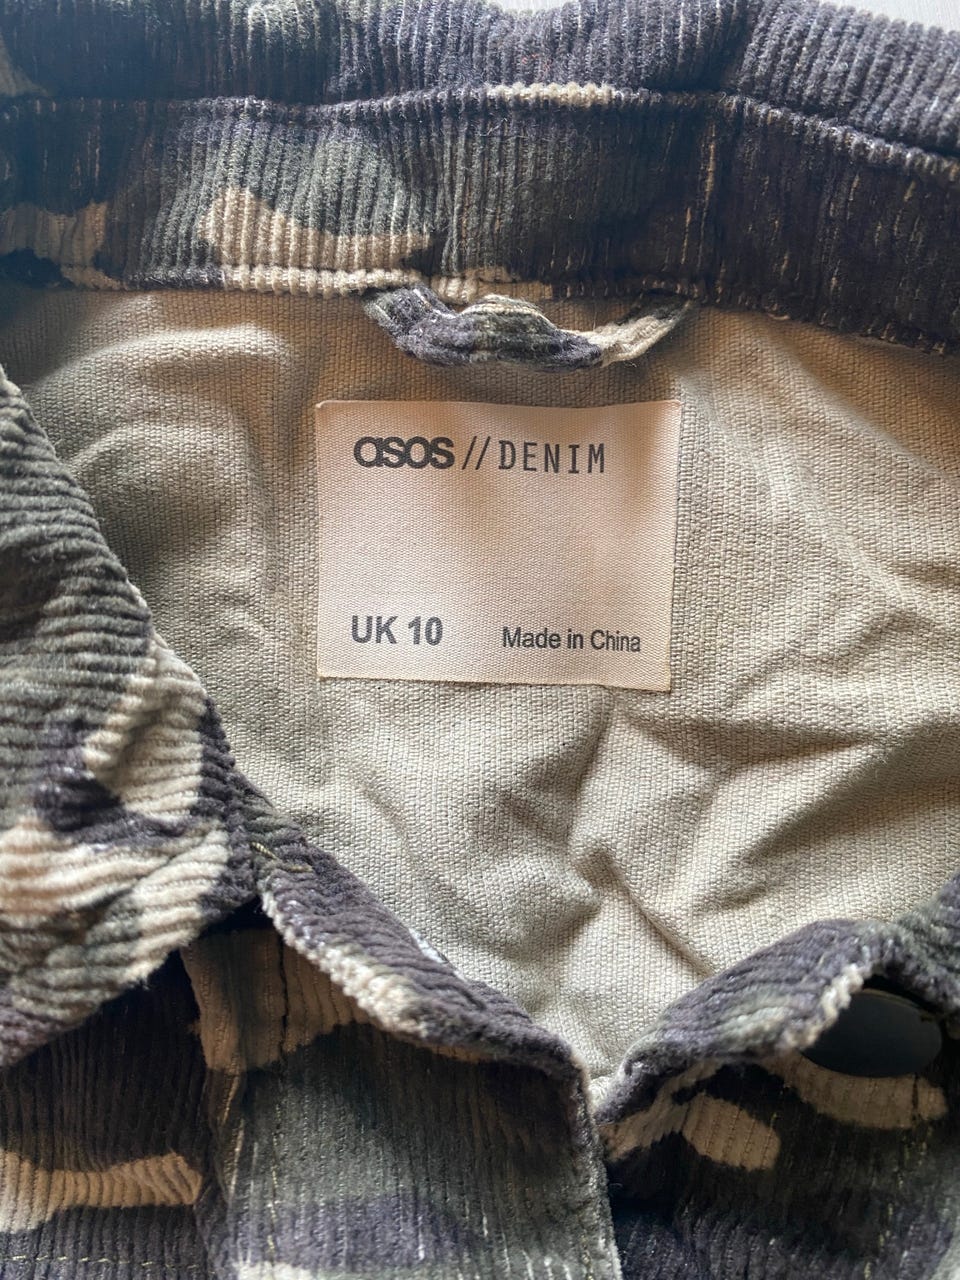 asos // DENIM
UK 10
Made in China